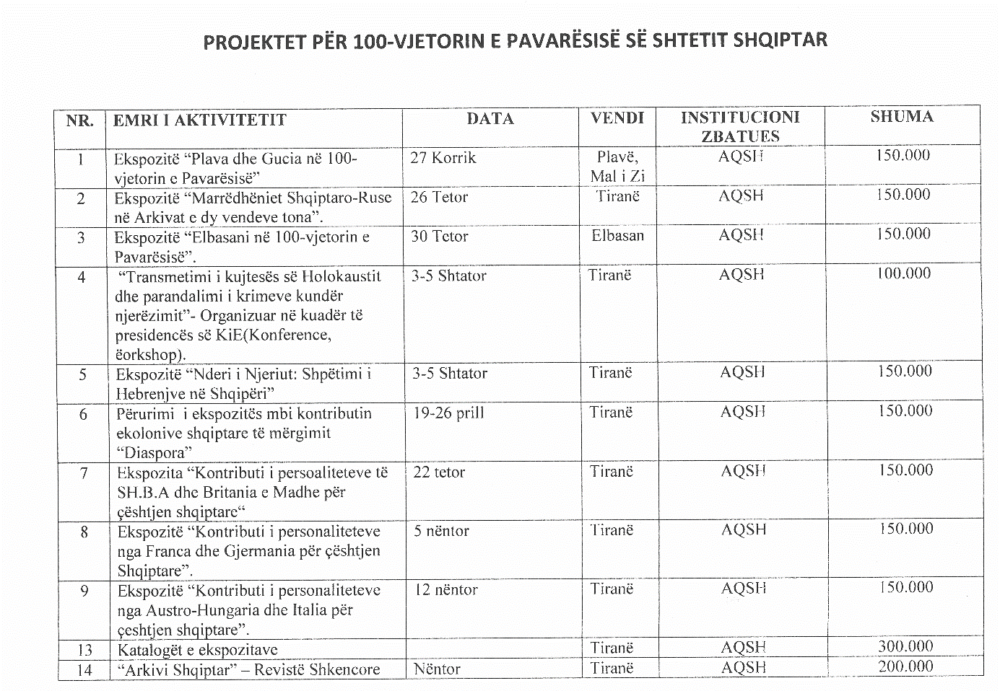 PROJEKTET PËR 100-VJETORIN E PAVARËSISË SË SHTETIT SHQIPTAR
NR. EMRI I AKTIVITETIT DATA VENDI INSTITUCIONI ZBATUES SHUMA
1 Ekspozitë “Plava dhe Gucia në 100- 27 Korrik Plavë, AQSH 150.000
vjetorin e Pavarësisë” Mal i Zi
2 Ekspozitë “Marrëdhëniet Shqiptaro-Ruse 26 Tetor Tiranë AQSH 150.000
në Arkivat e dy vendeve tona”.
3 Ekspozitë “Elbasani në 100-vjetorin e 30 Tetor Elbasan AQSH 150.000
Pavarësisë”.
4 “Transmetimi i kujtesës së Holokaustit 3-5 Shtator Tiranë AQSH 100.000
dhe parandalimi i krimeve kundër
njerëzimit”- Organizuar në kuadër të
presidencës së KiE(Konference,
ëorkshop).
5 Ekspozitë “Nderi i Njeriut: Shpëtimi i 3-5 Shtator Tiranë AQSH 150.000
Hebrenjve në Shqipëri”
6 Përurimi i ekspozitës mbi kontributin 19-26 prill Tiranë AQSH 150.000
ekolonive shqiptare të mërgimit
“Diaspora”
7 Ekspozita “Kontributi i persoaliteteve të 22 tetor Tiranë AQSH 150.000
SH.B.A dhe Britania e Madhe për
çështjen shqiptare“
8 Ekspozitë “Kontributi i personaliteteve 5 nëntor Tiranë AQSH 150.000
nga Franca dhe Gjermania për çështjen
Shqiptare”.
9 Ekspozitë “Kontributi i personaliteteve 12 nëntor Tiranë AQSH 150.000
nga Austro-Hungaria dhe Italia për
çeshtjen shqiptare”.
13 Katalogët e ekspozitave Tiranë AQSH 300.000
14 “Arkivi Shqiptar” – Revistë Shkencore Nëntor Tiranë AQSH 200.000